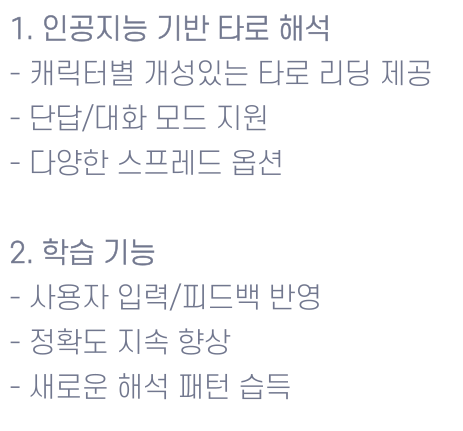 1. 인공지능 기반 타로 해석
- 캐릭터별 개성있는 타로 리딩 제공
- 단답/대화 모드 지원
- 다양한 스프레드 옵션
2. 학습 기능
- 사용자 입력/피드백 반영
- 정확도 지속 향상
- 새로운 해석 패턴 습득